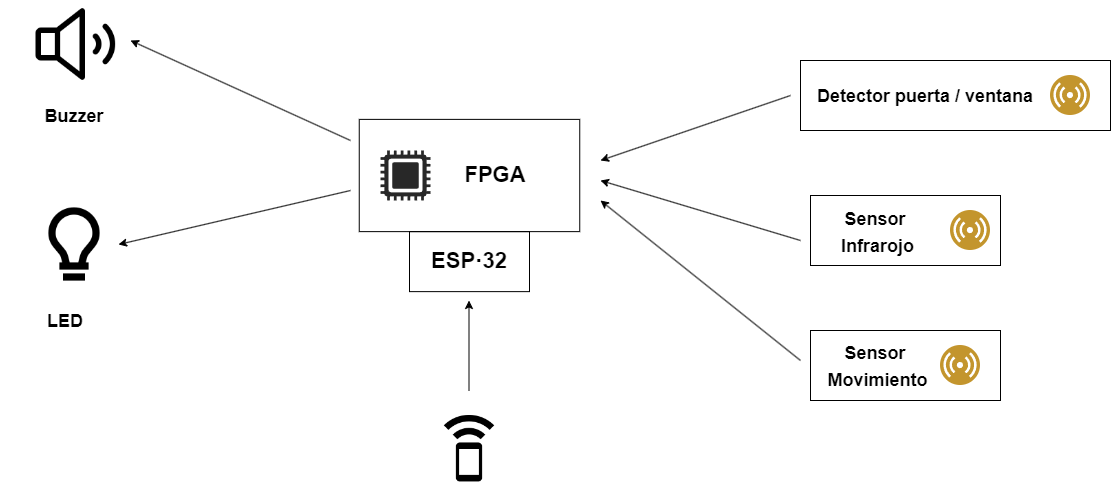 Buzzer
LED
FPGA
ESP·32
Detector puerta / ventana
Sensor
Infrarojo
Sensor
Movimiento